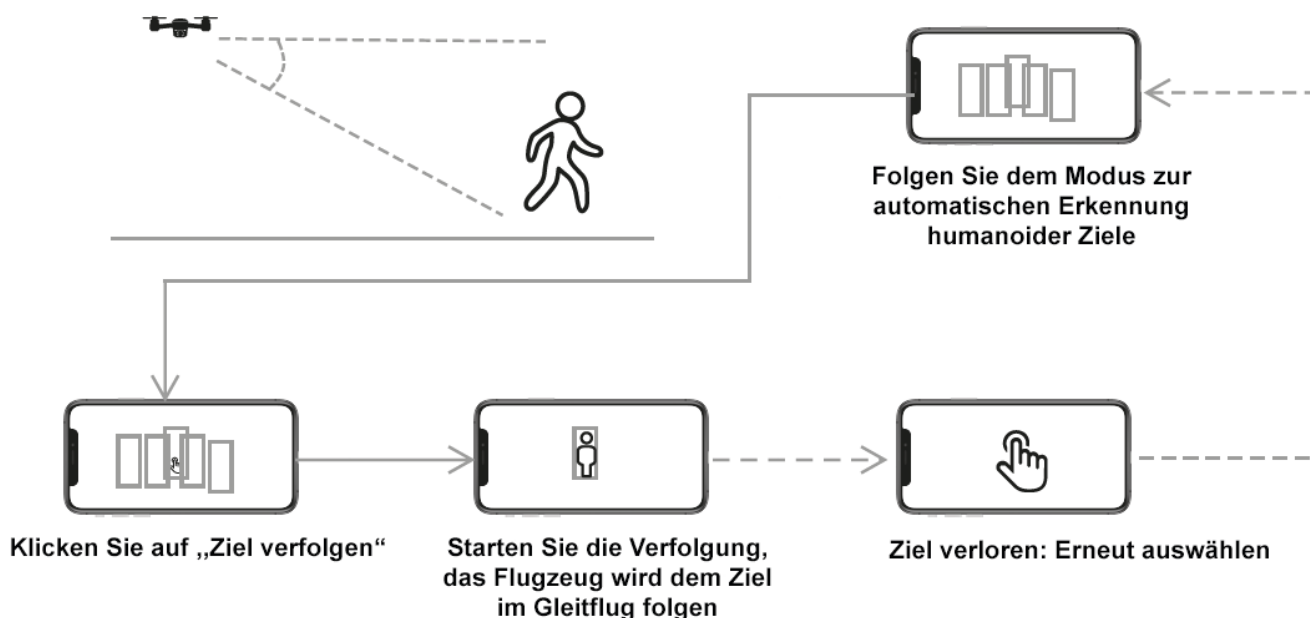 Folgen Sie dem Modus zur
automatischen Erkennung
humanoider Ziele
Klicken Sie auf ,,Ziel verfolgen“
Starten Sie die Verfolgung,
das Flugzeug wird dem Ziel
im Gleitflug folgen
Ziel verloren: Erneut auswählen